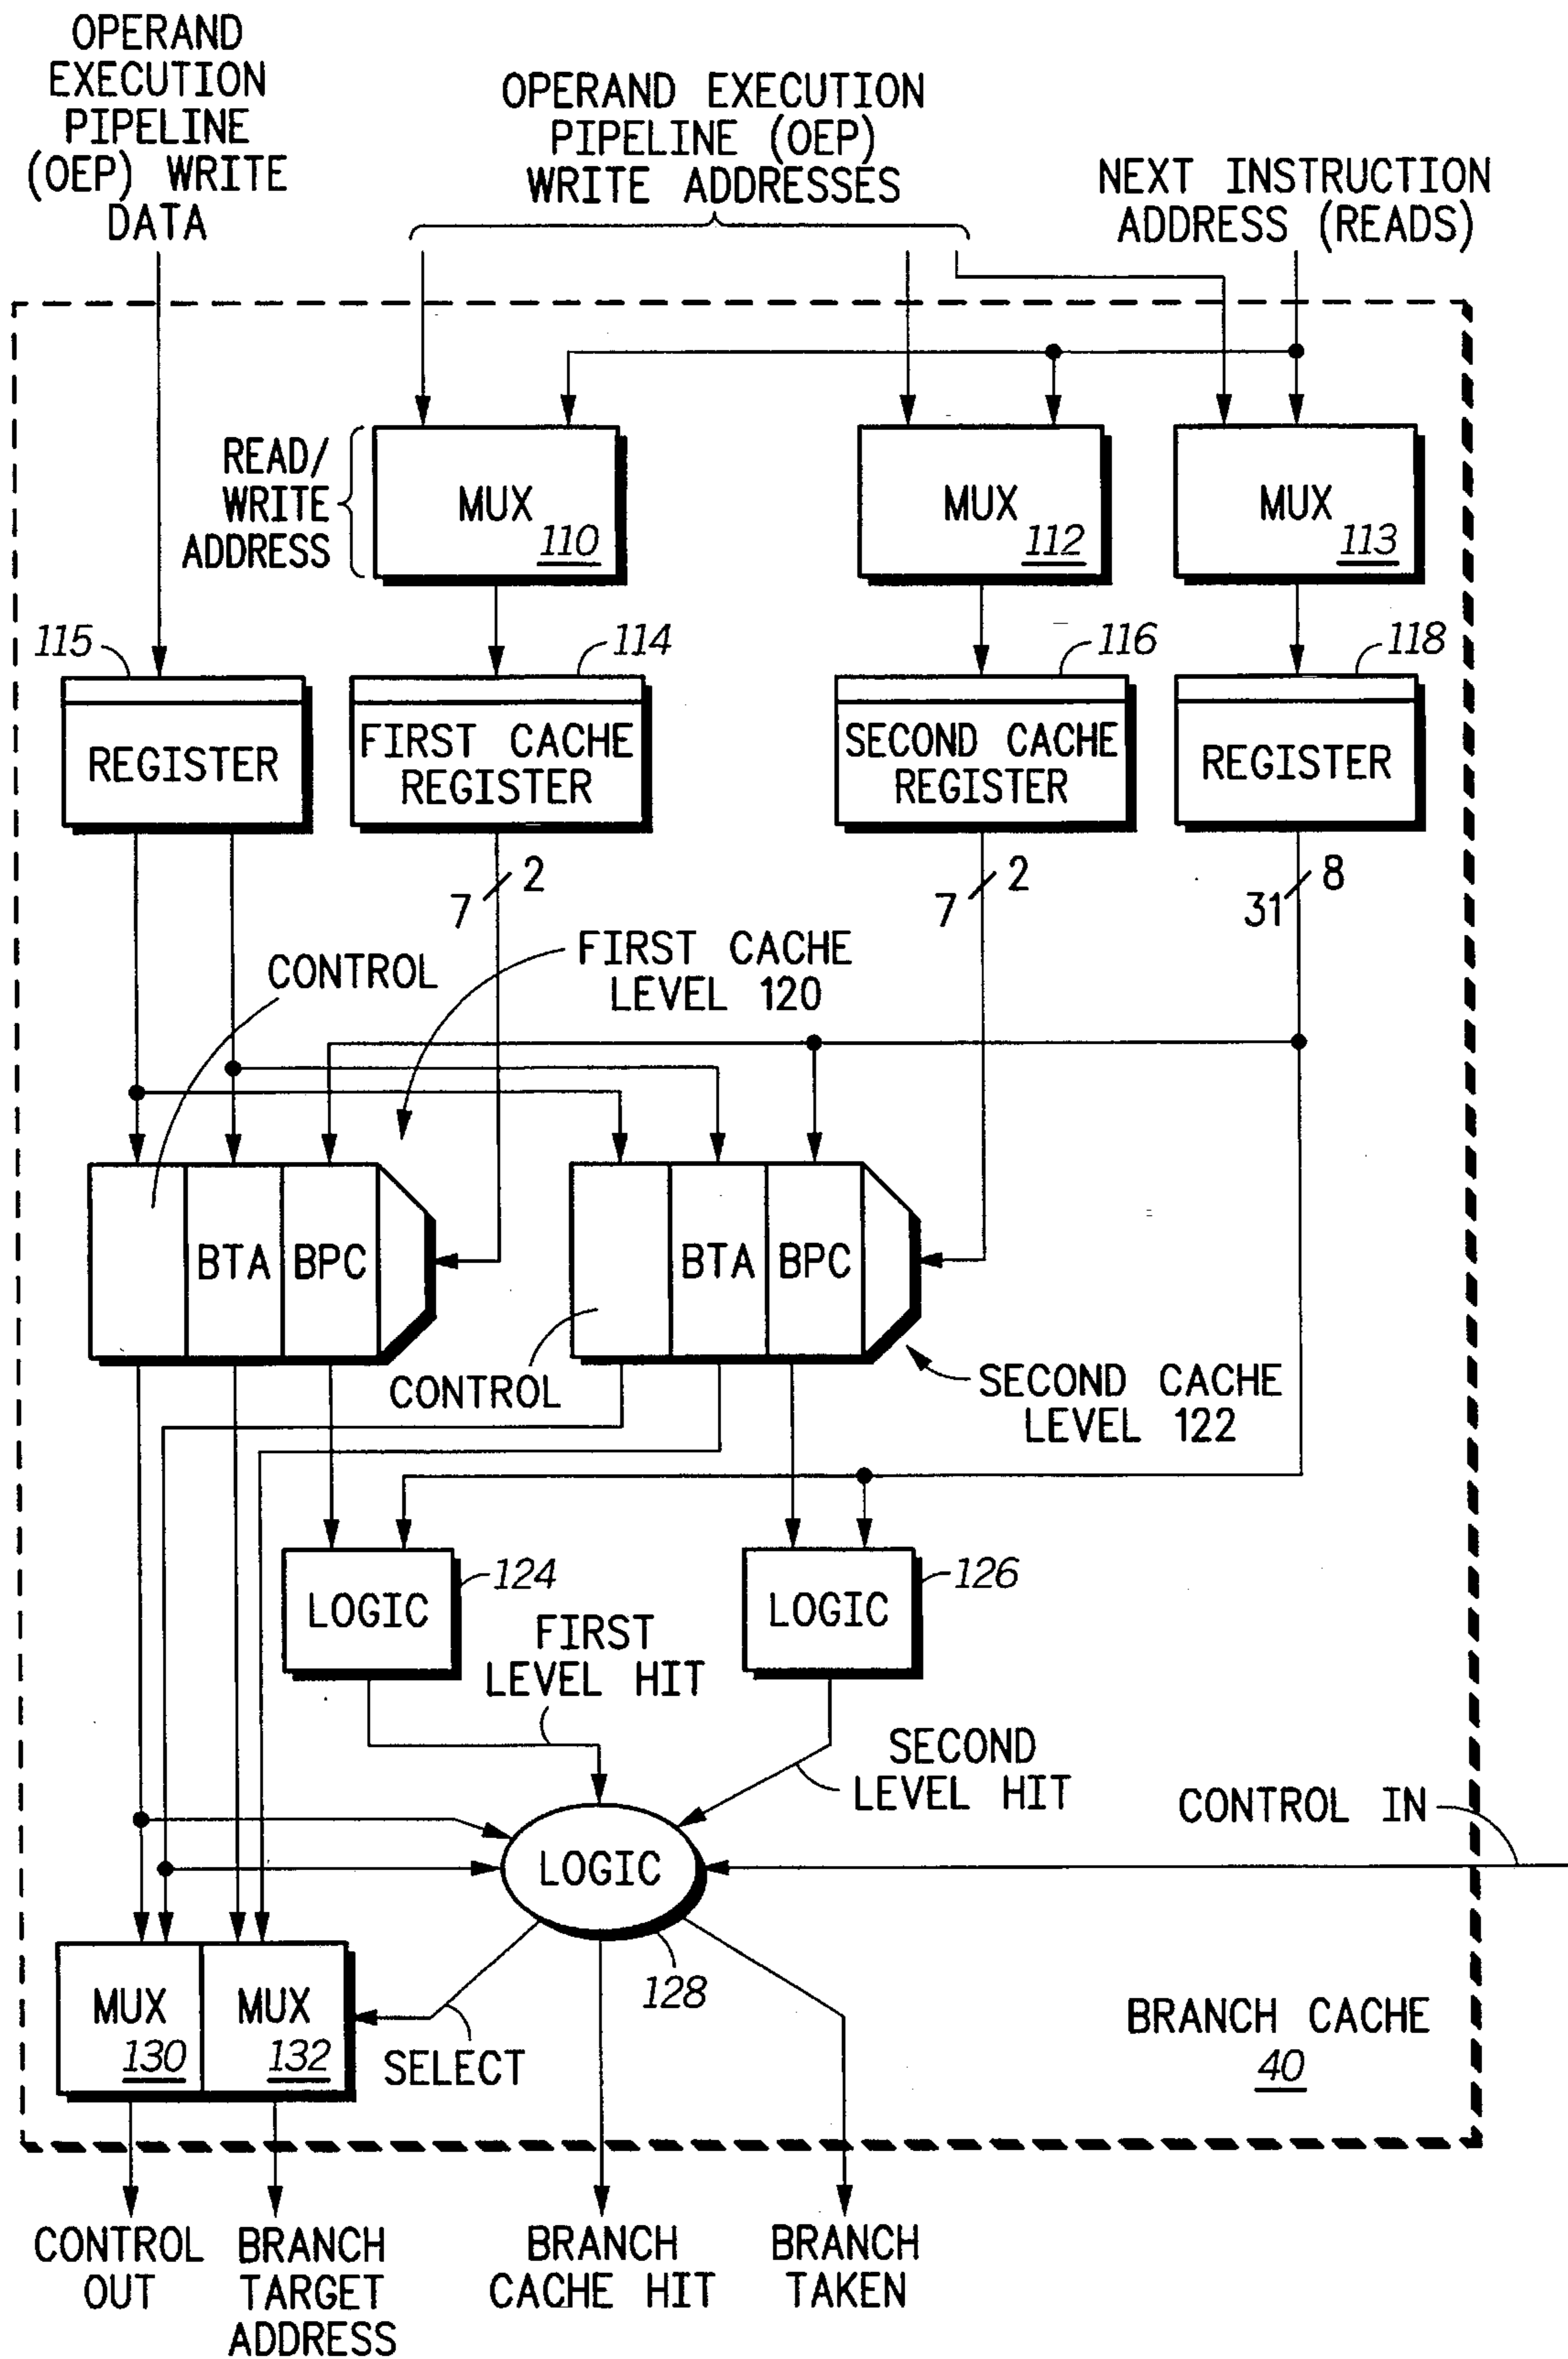 OPERAND
EXECUTION
PIPELINE
(OEP) WRITE
DATA
OPERAND EXECUTION
PIPELINE (OEP)
WRITE ADDRESSES
NEXT INSTRUCTION
ADDRESS (READS)
READ/
WRITE
ADDRESS
MUX
110
MUX
112
MUX
113
115
114
116
118
REGISTER
FIRST CACHE
REGISTER
SECOND CACHE
REGISTER
REGISTER
7 2
7 2
31 8
CONTROL
FIRST CACHE
LEVEL 120
BTA
BPC
BTA
BPC
CONTROL
SECOND CACHE
LEVEL 122
LOGIC
124
LOGIC
126
FIRST
LEVEL HIT
SECOND
LEVEL HIT
CONTROL IN
LOGIC
128
MUX
130
MUX
132
SELECT
BRANCH CACHE
40
CONTROL
OUT
BRANCH
TARGET
ADDRESS
BRANCH
CACHE HIT
BRANCH
TAKEN